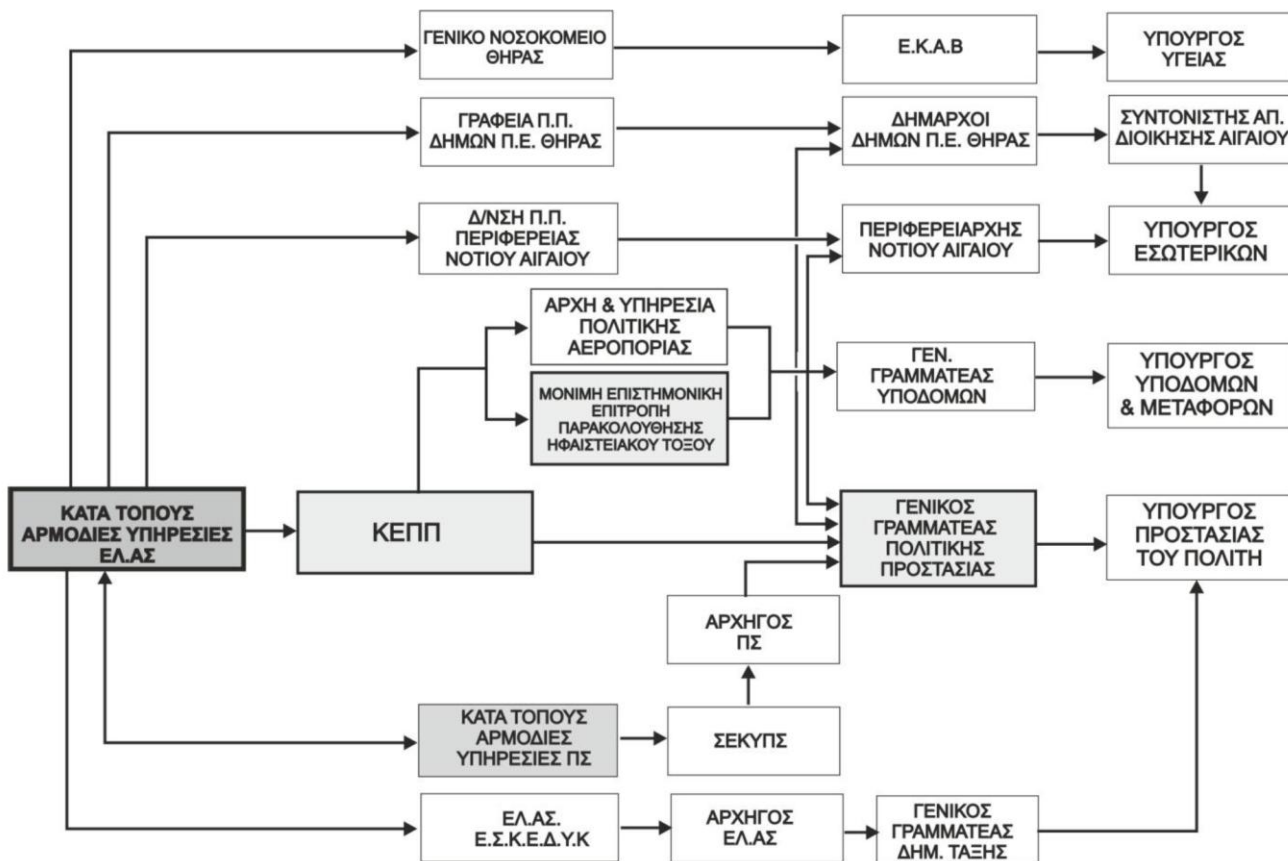 ΓΕΝΙΚΟ ΝΟΣΟΚΟΜΕΙΟ
ΘΗΡΑΣ
Ε.Κ.Α.Β
ΥΠΟΥΡΓΟΣ
ΥΓΕΙΑΣ
ΓΡΑΦΕΙΑ Π.Π.
ΔΗΜΩΝ Π.Ε. ΘΗΡΑΣ
ΔΗΜΑΡΧΟΙ
ΔΗΜΩΝ Π.Ε. ΘΗΡΑΣ
ΣΥΝΤΟΝΙΣΤΗΣ ΑΠ.
ΔΙΟΙΚΗΣΗΣ ΑΙΓΑΙΟΥ
Δ/ΝΣΗ Π.Π.
ΠΕΡΙΦΕΡΕΙΑΣ
ΝΟΤΙΟΥ ΑΙΓΑΙΟΥ
ΠΕΡΙΦΕΡΕΙΑΡΧΗΣ
ΝΟΤΙΟΥ ΑΙΓΑΙΟΥ
ΥΠΟΥΡΓΟΣ
ΕΣΩΤΕΡΙΚΩΝ
ΑΡΧΗ & ΥΠΗΡΕΣΙΑ
ΠΟΛΙΤΙΚΗΣ
ΑΕΡΟΠΟΡΙΑΣ
ΜΟΝΙΜΗ ΕΠΙΣΤΗΜΟΝΙΚΗ
ΕΠΙΤΡΟΠΗ
ΠΑΡΑΚΟΛΟΥΘΗΣΗΣ
ΗΦΑΙΣΤΕΙΑΚΟΥ ΤΟΞΟΥ
ΓΕΝ.
ΓΡΑΜΜΑΤΕΑΣ
ΥΠΟΔΟΜΩΝ
ΥΠΟΥΡΓΟΣ
ΥΠΟΔΟΜΩΝ
& ΜΕΤΑΦΟΡΩΝ
ΚΑΤΑ ΤΟΠΟΥΣ
ΑΡΜΟΔΙΕΣ ΥΠΗΡΕΣΙΕΣ
ΕΛ.ΑΣ
ΚΕΠΠ
ΓΕΝΙΚΟΣ
ΓΡΑΜΜΑΤΕΑΣ
ΠΟΛΙΤΙΚΗΣ
ΠΡΟΣΤΑΣΙΑΣ
ΥΠΟΥΡΓΟΣ
ΠΡΟΣΤΑΣΙΑΣ
ΤΟΥ ΠΟΛΙΤΗ
ΑΡΧΗΓΟΣ
ΠΣ
ΚΑΤΑ ΤΟΠΟΥΣ
ΑΡΜΟΔΙΕΣ
ΥΠΗΡΕΣΙΕΣ ΠΣ
ΣΕΚΥΠΣ
ΕΛ.ΑΣ.
Ε.Σ.Κ.Ε.Δ.Υ.Κ
ΑΡΧΗΓΟΣ
ΕΛ.ΑΣ
ΓΕΝΙΚΟΣ
ΓΡΑΜΜΑΤΕΑΣ
ΔΗΜ. ΤΑΞΗΣ